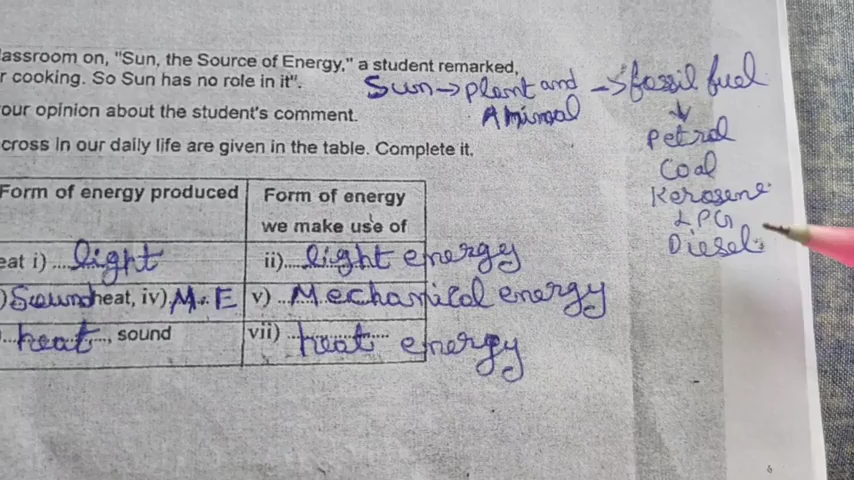 lassroom on, "Sun, the Source of Energy," a student remarked,
r cooking. So Sun has no role in it".
Sun → plant and → fossil fuel
Animal
our opinion about the student's comment.
Petrol
cross in our daily life are given in the table. Complete it.
Coal
Kerosene
LPG
Diesel
Form of energy produced
Form of energy
we make use of
eat i).... light
ii)..... light energy
) Sound heat, iv) M.E
v) .. Mechanical energy
... heat ...., sound
vii) ... heat energy